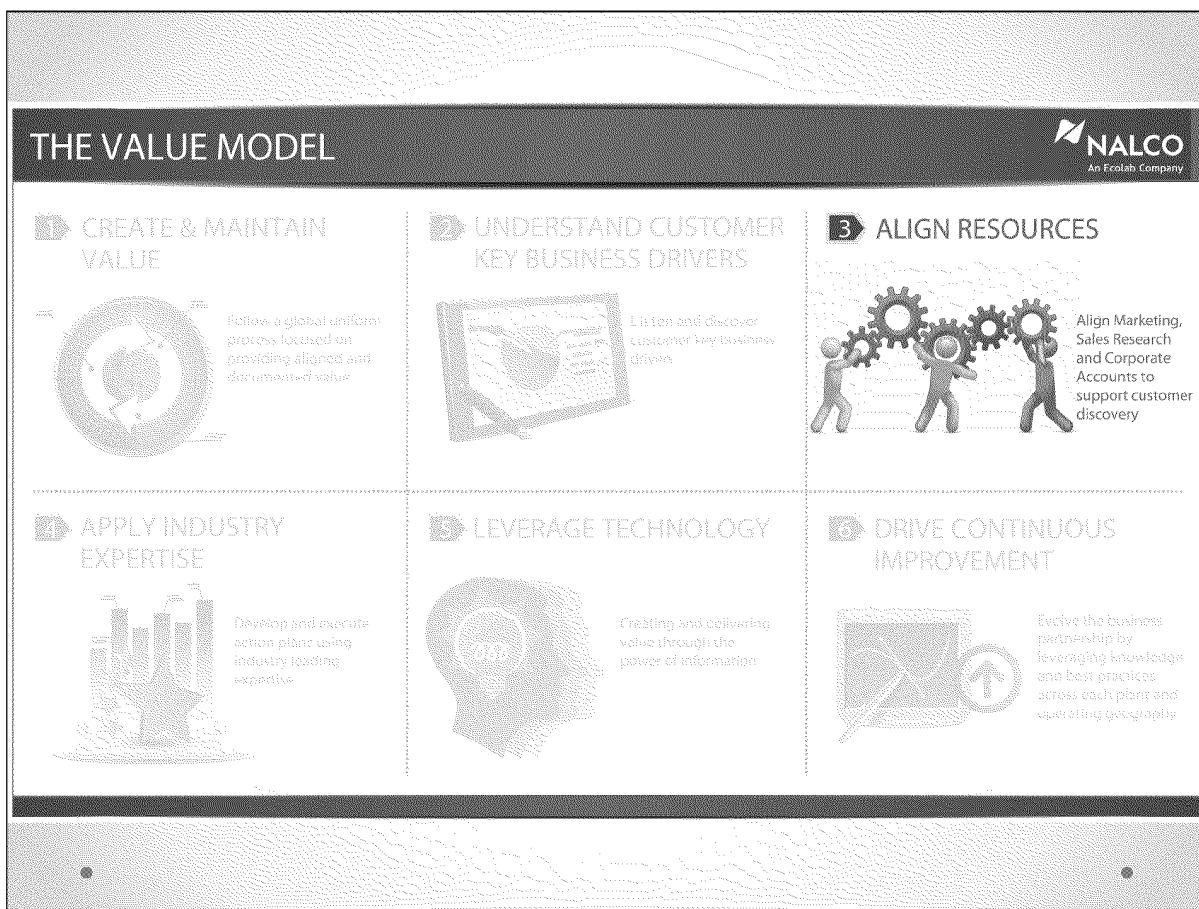 THE VALUE MODEL
NALCO
An Ecolab Company
1 CREATE & MAINTAIN
VALUE
Follow a global uniform
process focused on
providing aligned and
documented value
2 UNDERSTAND CUSTOMER
KEY BUSINESS DRIVERS
Listen and discover
customer key business
drivers
3 ALIGN RESOURCES
Align Marketing,
Sales Research
and Corporate
Accounts to
support customer
discovery
4 APPLY INDUSTRY
EXPERTISE
Develop and execute
action plans using
industry leading
expertise
5 LEVERAGE TECHNOLOGY
Creating and delivering
value through the
power of information
6 DRIVE CONTINUOUS
IMPROVEMENT
Evolve the business
partnership by
leveraging knowledge
and best practices
across each plant and
operating geography